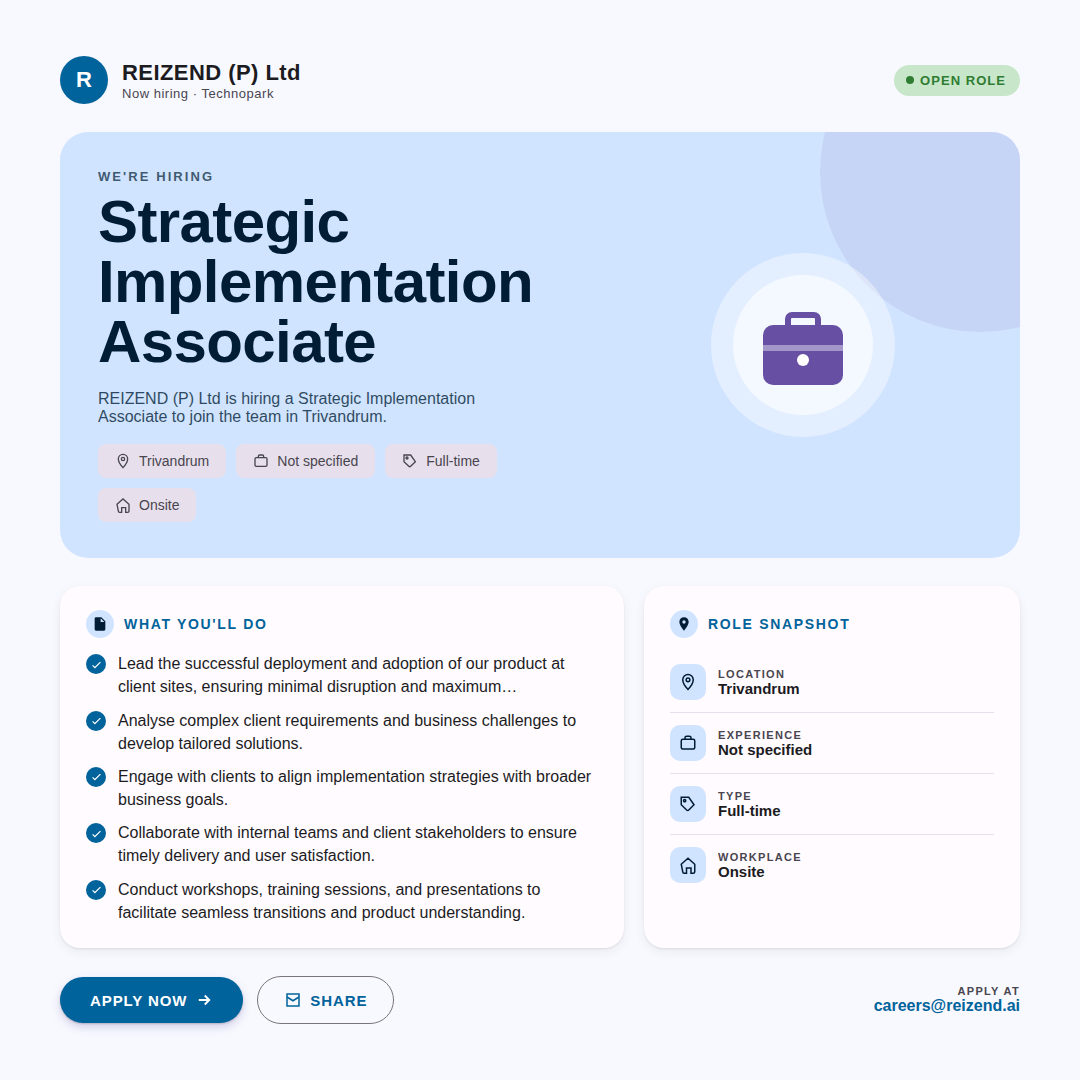 R
REIZEND (P) Ltd
Now hiring · Technopark
OPEN ROLE
WE'RE HIRING
Strategic
Implementation
Associate
REIZEND (P) Ltd is hiring a Strategic Implementation
Associate to join the team in Trivandrum.
Trivandrum
Not specified
Full-time
Onsite
WHAT YOU'LL DO
Lead the successful deployment and adoption of our product at
client sites, ensuring minimal disruption and maximum…
Analyse complex client requirements and business challenges to
develop tailored solutions.
Engage with clients to align implementation strategies with broader
business goals.
Collaborate with internal teams and client stakeholders to ensure
timely delivery and user satisfaction.
Conduct workshops, training sessions, and presentations to
facilitate seamless transitions and product understanding.
ROLE SNAPSHOT
LOCATION
Trivandrum
EXPERIENCE
Not specified
TYPE
Full-time
WORKPLACE
Onsite
APPLY NOW
SHARE
APPLY AT
careers@reizend.ai